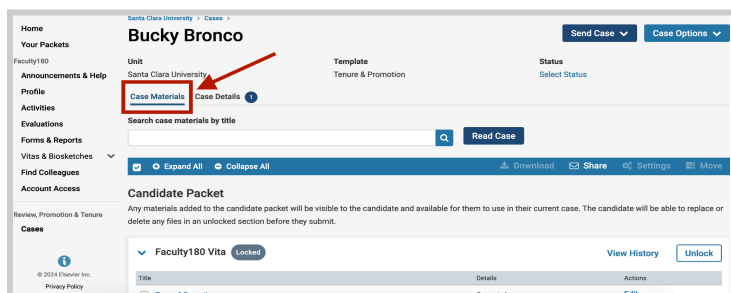 Santa Clara University > Cases >
Bucky Bronco
Send Case
Case Options
Home
Your Packets
Faculty180
Announcements & Help
Profile
Activities
Evaluations
Forms & Reports
Vitas & Biosketches
Find Colleagues
Account Access
Review, Promotion & Tenure
Cases
© 2024 Elsevier Inc.
Privacy Policy
Unit
Santa Clara University
Template
Tenure & Promotion
Status
Select Status
Case Materials
Case Details 1
Search case materials by title
Read Case
Expand All
Collapse All
Download
Share
Settings
Move
Candidate Packet
Any materials added to the candidate packet will be visible to the candidate and available for them to use in their current case. The candidate will be able to replace or
delete any files in an unlocked section before they submit.
Faculty180 Vita Locked
View History
Unlock
Title
Details
Actions